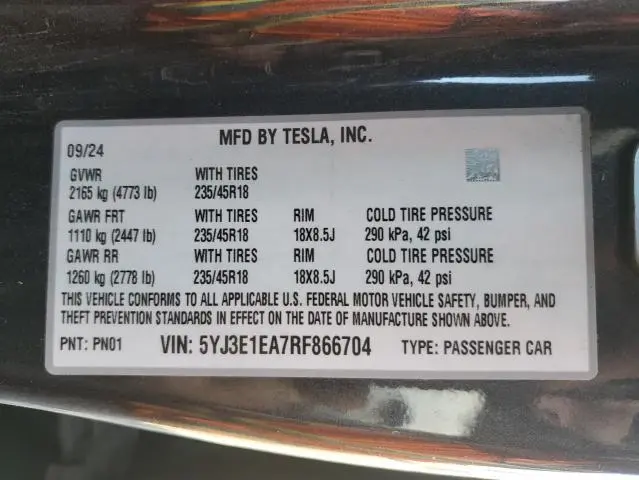 MFD BY TESLA, INC.
09/24
GVWR WITH TIRES
2165 kg (4773 lb) 235/45R18
GAWR FRT WITH TIRES RIM COLD TIRE PRESSURE
1110 kg (2447 lb) 235/45R18 18X8.5J 290 kPa, 42 psi
GAWR RR WITH TIRES RIM COLD TIRE PRESSURE
1260 kg (2778 lb) 235/45R18 18X8.5J 290 kPa, 42 psi
THIS VEHICLE CONFORMS TO ALL APPLICABLE U.S. FEDERAL MOTOR VEHICLE SAFETY, BUMPER, AND
THEFT PREVENTION STANDARDS IN EFFECT ON THE DATE OF MANUFACTURE SHOWN ABOVE.
PNT: PN01 VIN: 5YJ3E1EA7RF866704 TYPE: PASSENGER CAR